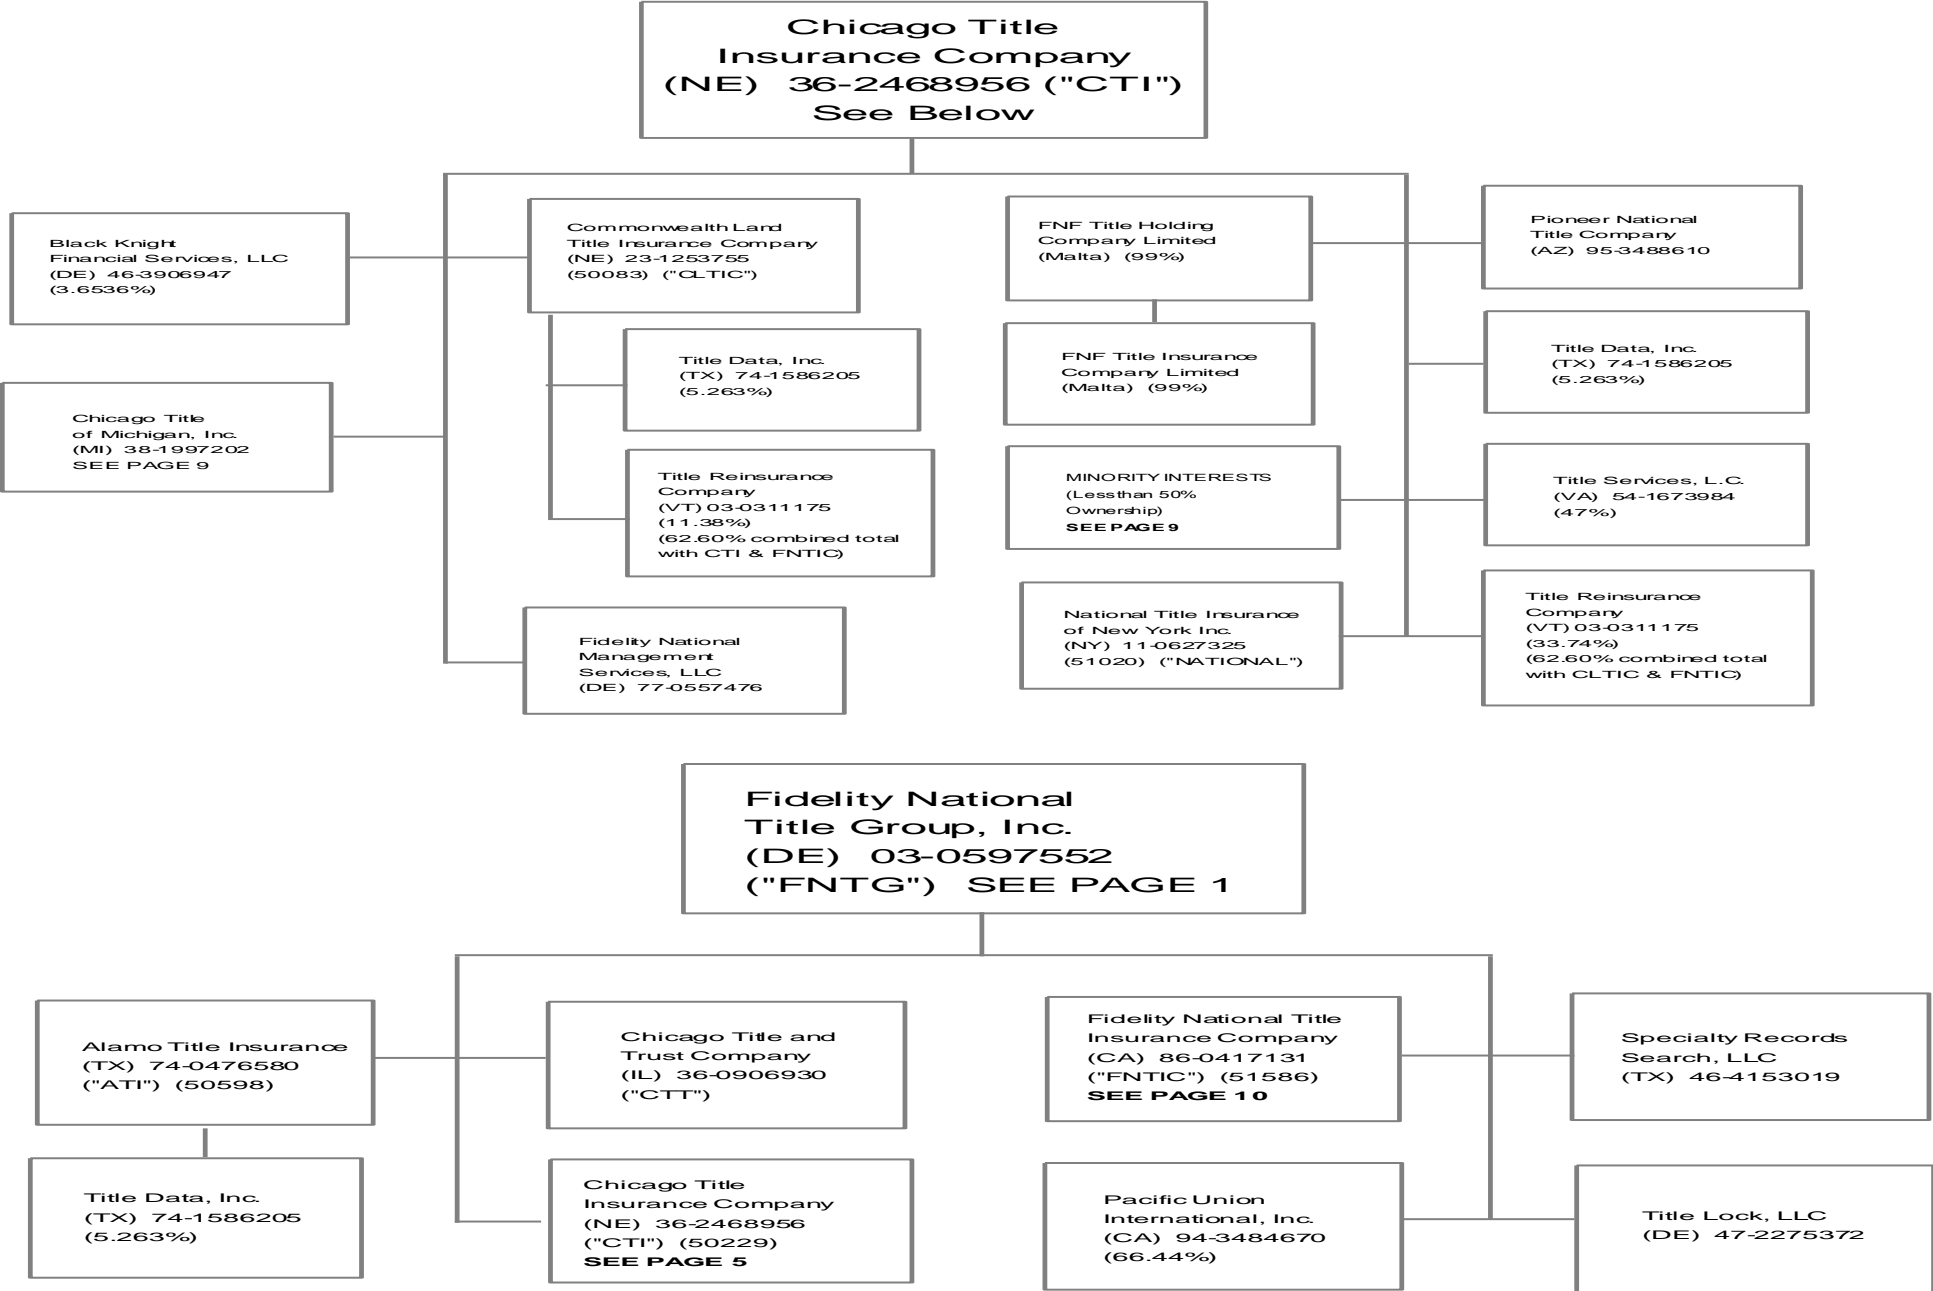 Chicago Title
Insurance Company
(NE) 36-2468956 ("CTI")
See Below
Black Knight
Financial Services, LLC
(DE) 46-3906947
(3.6536%)
Commonwealth Land
Title Insurance Company
(NE) 23-1253755
(50083) ("CLTIC")
FNF Title Holding
Company Limited
(Malta) (99%)
Pioneer National
Title Company
(AZ) 95-3488610
Title Data, Inc.
(TX) 74-1586205
(5.263%)
FNF Title Insurance
Company Limited
(Malta) (99%)
Title Data, Inc.
(TX) 74-1586205
(5.263%)
Chicago Title
of Michigan, Inc.
(MI) 38-1997202
SEE PAGE 9
Title Reinsurance
Company
(VT) 03-0311175
(11.38%)
(62.60% combined total
with CTI & FNTIC)
MINORITY INTERESTS
(Less than 50%
Ownership)
SEE PAGE 9
Title Services, L.C.
(VA) 54-1673984
(47%)
Fidelity National
Management
Services, LLC
(DE) 77-0557476
National Title Insurance
of New York Inc.
(NY) 11-0627325
(51020) ("NATIONAL")
Title Reinsurance
Company
(VT) 03-0311175
(33.74%)
(62.60% combined total
with CLTIC & FNTIC)
Fidelity National
Title Group, Inc.
(DE) 03-0597552
("FNTG") SEE PAGE 1
Alamo Title Insurance
(TX) 74-0476580
("ATI") (50598)
Chicago Title and
Trust Company
(IL) 36-0906930
("CTT")
Fidelity National Title
Insurance Company
(CA) 86-0417131
("FNTIC") (51586)
SEE PAGE 10
Specialty Records
Search, LLC
(TX) 46-4153019
Title Data, Inc.
(TX) 74-1586205
(5.263%)
Chicago Title
Insurance Company
(NE) 36-2468956
("CTI") (50229)
SEE PAGE 5
Pacific Union
International, Inc.
(CA) 94-3484670
(66.44%)
Title Lock, LLC
(DE) 47-2275372